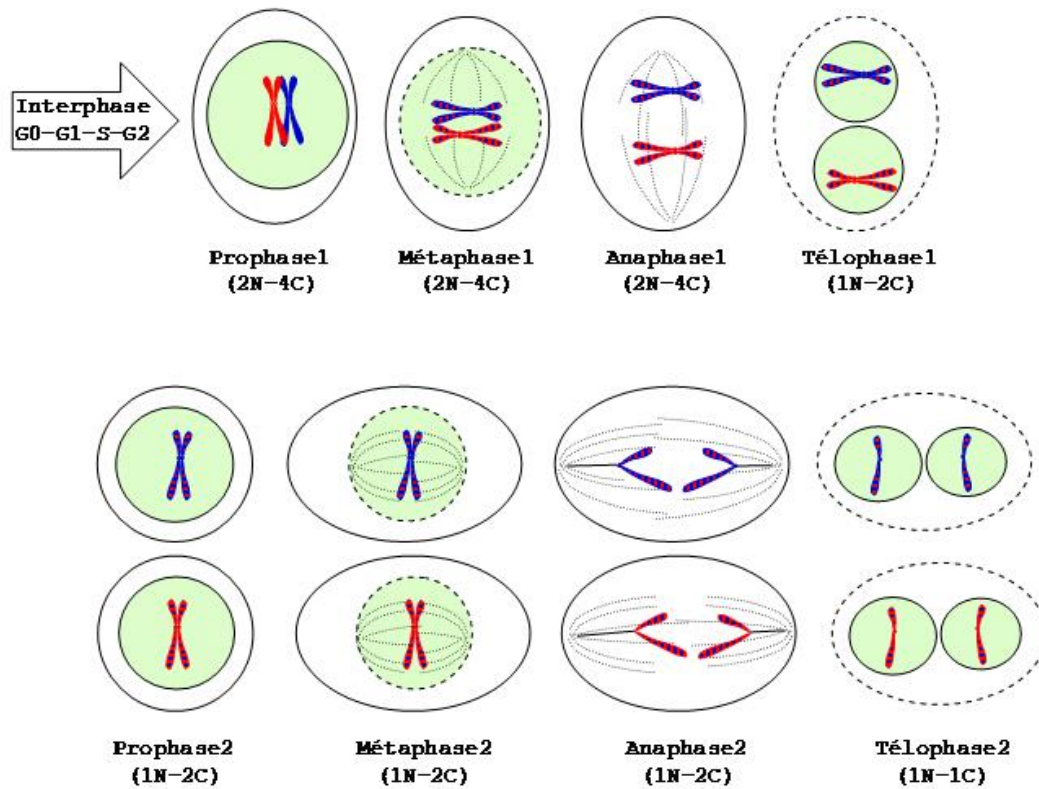 Interphase
G0-G1-S-G2
Prophase1
(2N-4C)
Métaphase1
(2N-4C)
Anaphase1
(2N-4C)
Télophase1
(1N-2C)
Prophase2
(1N-2C)
Métaphase2
(1N-2C)
Anaphase2
(1N-2C)
Télophase2
(1N-1C)